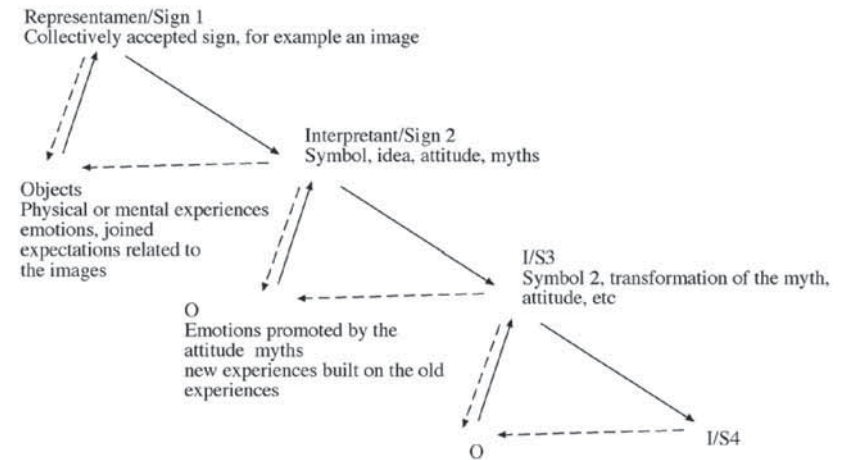 Representamen/Sign 1
Collectively accepted sign, for example an image
Interpretant/Sign 2
Symbol, idea, attitude, myths
Objects
Physical or mental experiences
emotions, joined
expectations related to
the images
I/S3
Symbol 2, transformation of the myth,
attitude, etc
O
Emotions promoted by the
attitude myths
new experiences built on the old
experiences
I/S4
O